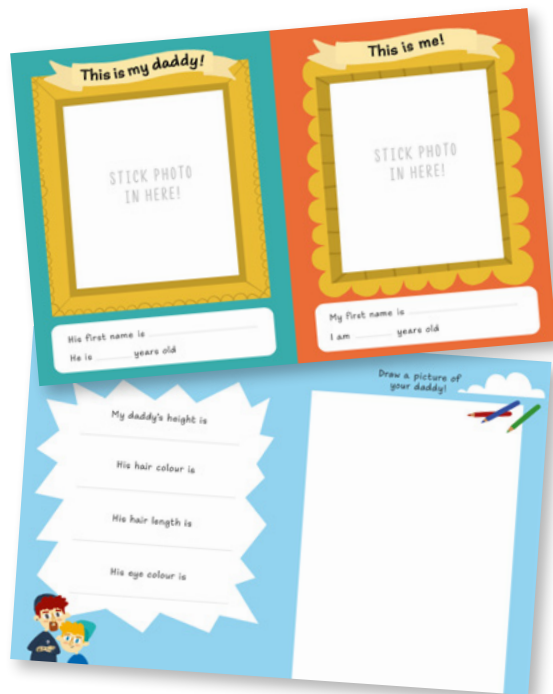 This is my daddy!
STICK PHOTO
IN HERE!
His first name is
He is years old
This is me!
STICK PHOTO
IN HERE!
My first name is
I am years old
My daddy's height is
His hair colour is
His hair length is
His eye colour is
Draw a picture of
your daddy!